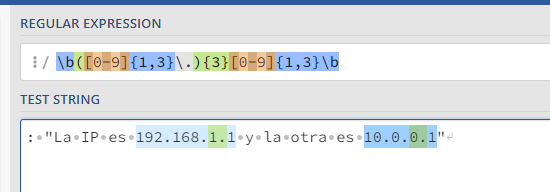 REGULAR EXPRESSION
/ \b([0-9]{1,3}\.){3}[0-9]{1,3}\b
TEST STRING
: "La IP es 192.168.1.1 y la otra es 10.0.0.1"